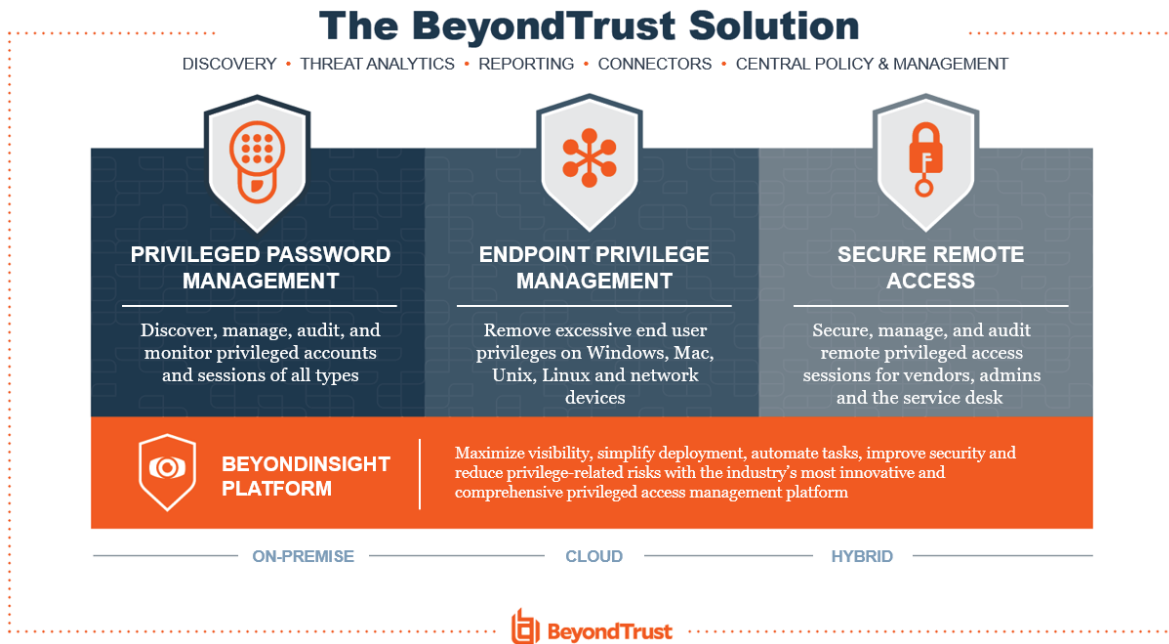 The BeyondTrust Solution
DISCOVERY • THREAT ANALYTICS • REPORTING • CONNECTORS • CENTRAL POLICY & MANAGEMENT
PRIVILEGED PASSWORD
MANAGEMENT
Discover, manage, audit, and
monitor privileged accounts
and sessions of all types
ENDPOINT PRIVILEGE
MANAGEMENT
Remove excessive end user
privileges on Windows, Mac,
Unix, Linux and network
devices
SECURE REMOTE
ACCESS
Secure, manage, and audit
remote privileged access
sessions for vendors, admins
and the service desk
BEYONDINSIGHT
PLATFORM
Maximize visibility, simplify deployment, automate tasks, improve security and
reduce privilege-related risks with the industry's most innovative and
comprehensive privileged access management platform
ON-PREMISE
CLOUD
HYBRID
BeyondTrust